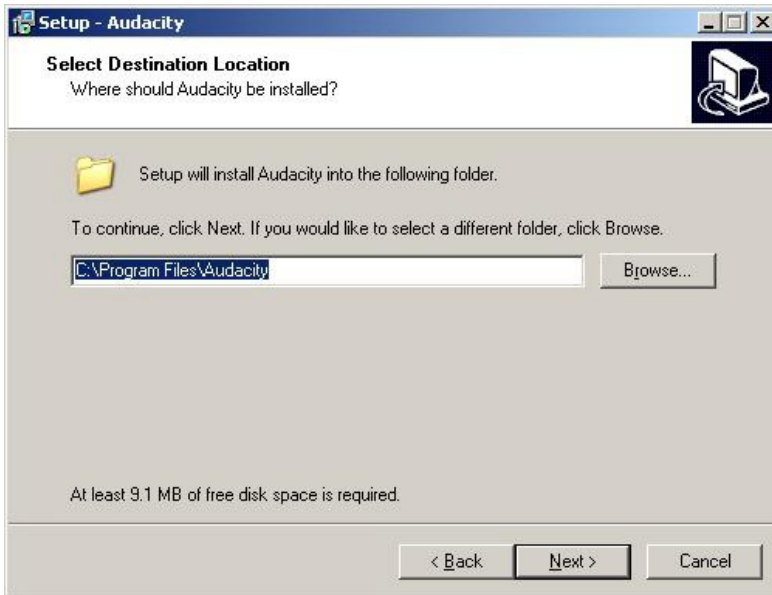 Setup - Audacity
Select Destination Location
Where should Audacity be installed?
Setup will install Audacity into the following folder.
To continue, click Next. If you would like to select a different folder, click Browse.
C:\Program Files\Audacity
Browse...
At least 9.1 MB of free disk space is required.
< Back
Next >
Cancel